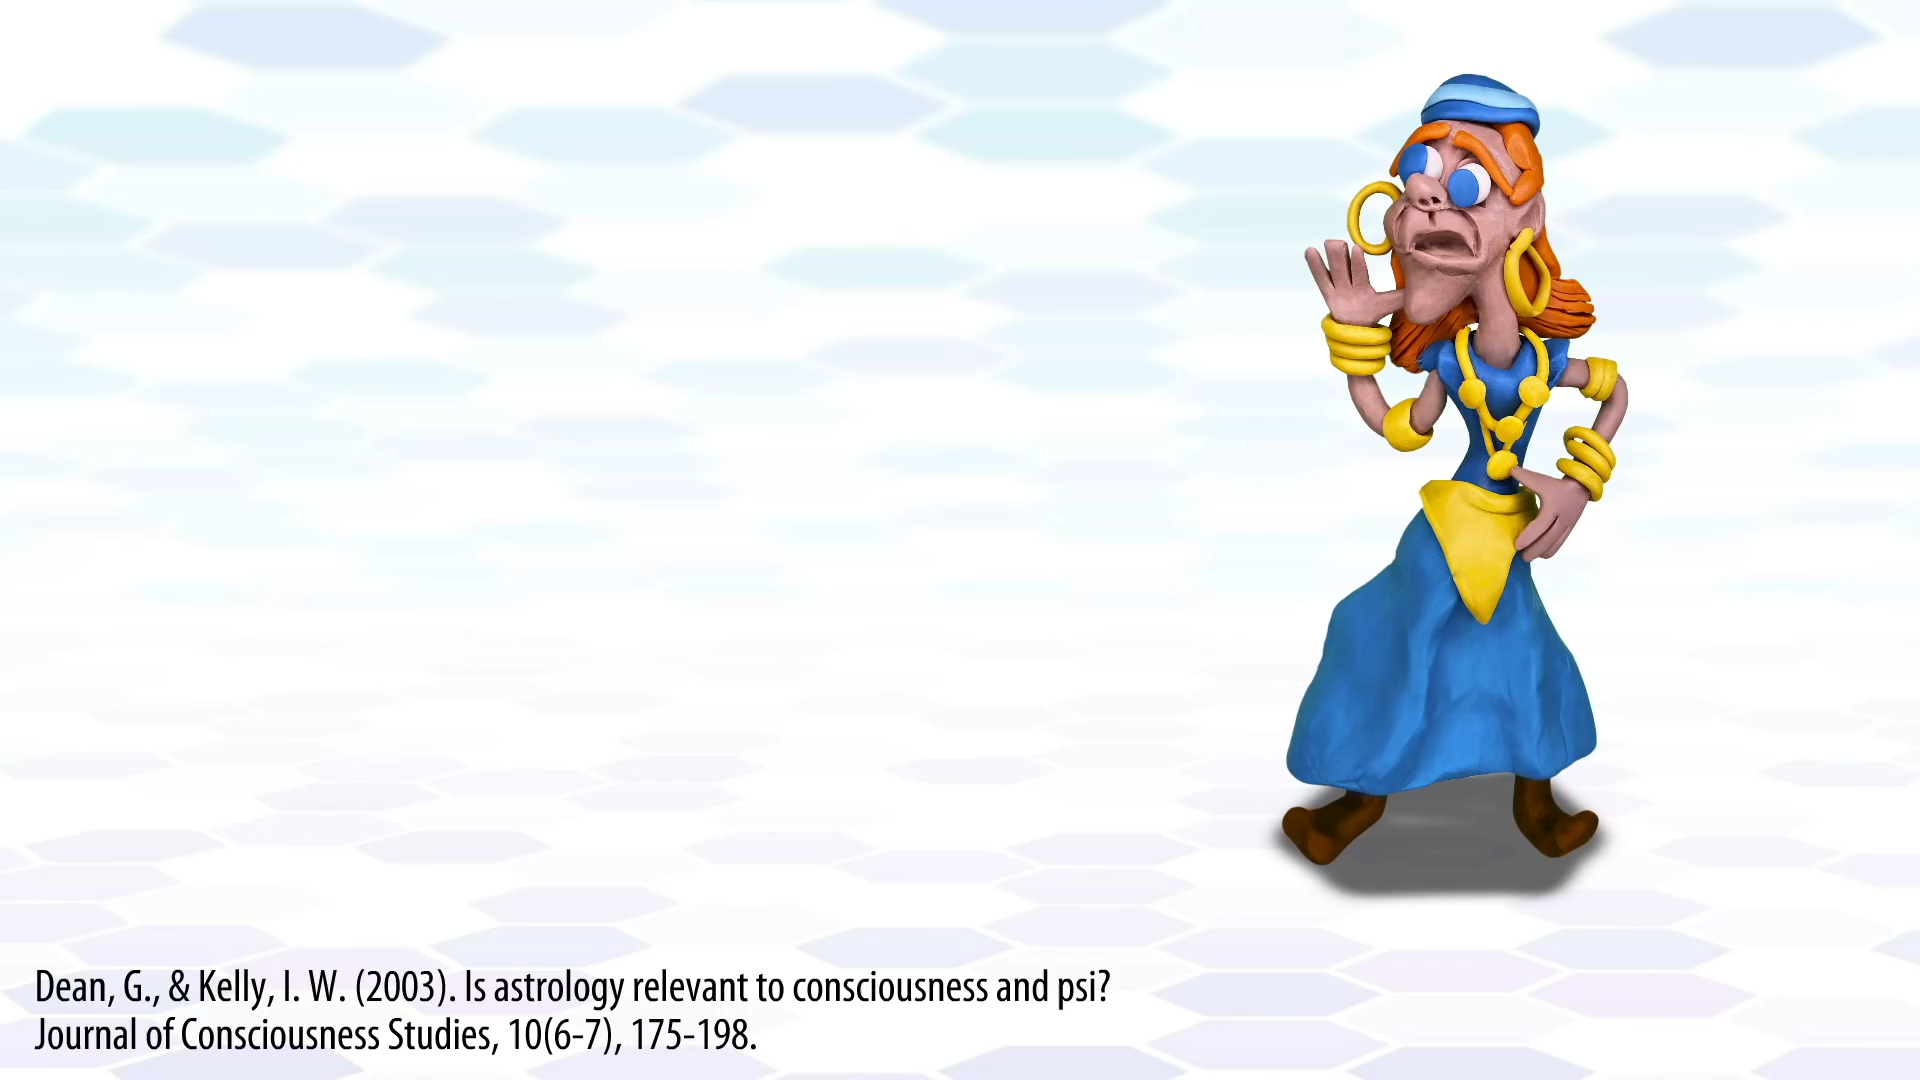 Dean, G., & Kelly, I. W. (2003). Is astrology relevant to consciousness and psi?
Journal of Consciousness Studies, 10(6-7), 175-198.